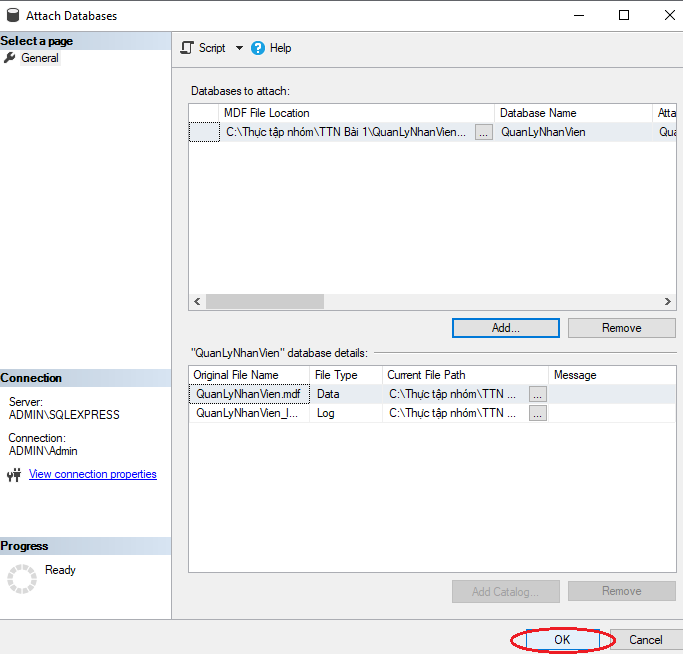 Attach Databases
Select a page
General
Script
Help
Databases to attach:
MDF File Location Database Name Atta
C:\Thực tập nhóm\TTN Bài 1\QuanLyNhanVien... ... QuanLyNhanVien Qua
Add... Remove
"QuanLyNhanVien" database details:
Original File Name File Type Current File Path Message
QuanLyNhanVien.mdf Data C:\Thực tập nhóm\TTN ... ...
QuanLyNhanVien_l... Log C:\Thực tập nhóm\TTN ... ...
Connection
Server:
ADMIN\SQLEXPRESS
Connection:
ADMIN\Admin
View connection properties
Progress
Ready
Add Catalog... Remove
OK Cancel